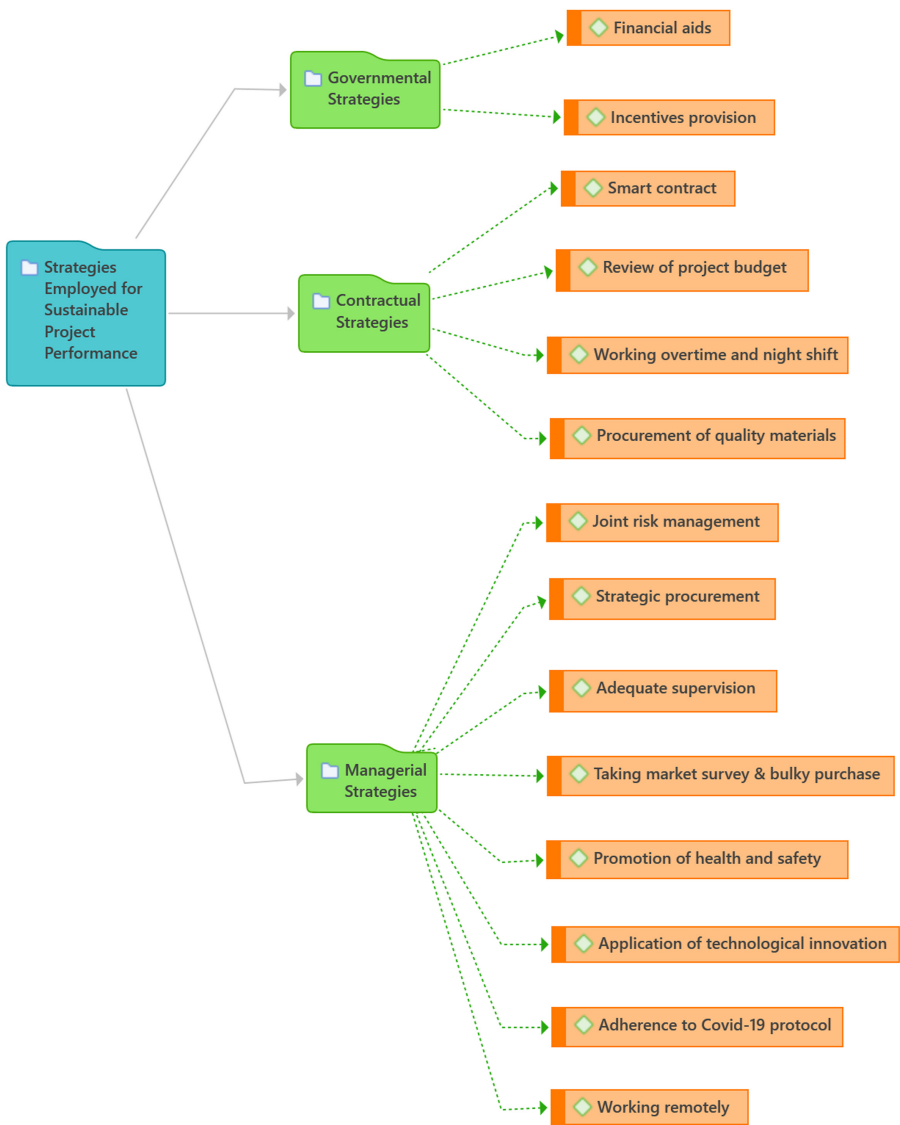 Financial aids
Governmental
Strategies
Incentives provision
Smart contract
Strategies
Employed for
Sustainable
Project
Performance
Review of project budget
Contractual
Strategies
Working overtime and night shift
Procurement of quality materials
Joint risk management
Strategic procurement
Adequate supervision
Managerial
Strategies
Taking market survey & bulky purchase
Promotion of health and safety
Application of technological innovation
Adherence to Covid-19 protocol
Working remotely